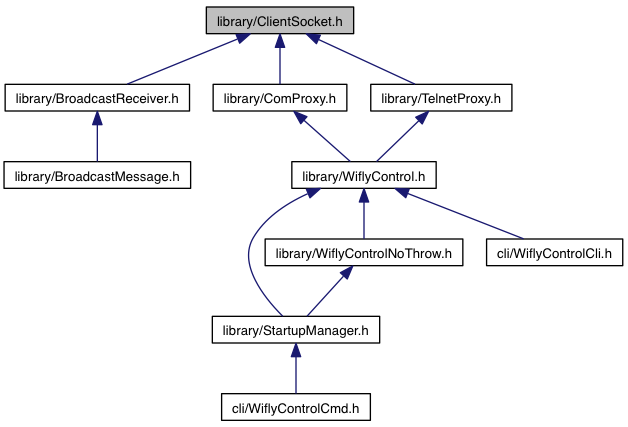 library/ClientSocket.h
library/BroadcastReceiver.h
library/ComProxy.h
library/TelnetProxy.h
library/BroadcastMessage.h
library/WiflyControl.h
library/WiflyControlNoThrow.h
cli/WiflyControlCli.h
library/StartupManager.h
cli/WiflyControlCmd.h